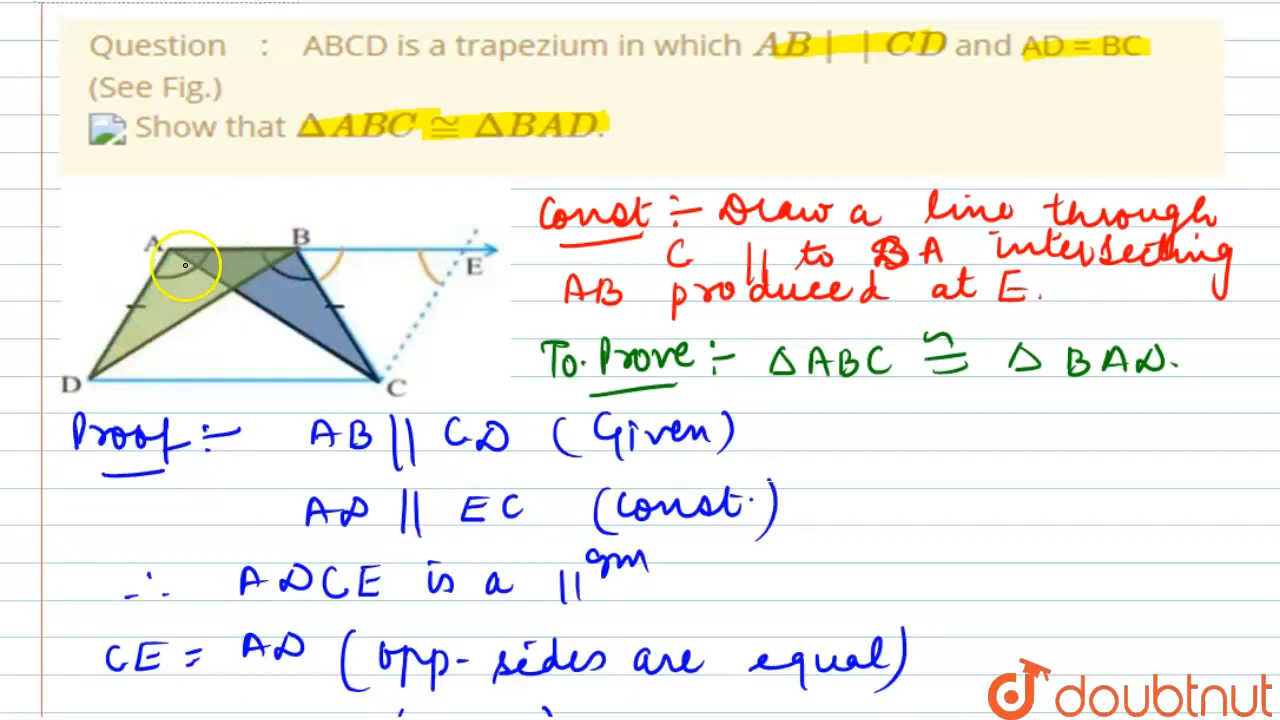 Question : ABCD is a trapezium in which AB||CD and AD = BC
(See Fig.)
Show that ΔABC ≅ ΔBAD.
Const :- Draw a line through
C || to DA intersecting
AB produced at E.
A
B
E
D
C
To. Prove :- Δ ABC ≅ Δ BAD.
Proof :- AB || CD (Given)
AD || EC (Const.)
∴ ADCE is a ||gm
CE = AD (opp- sides are equal)
doubtnut